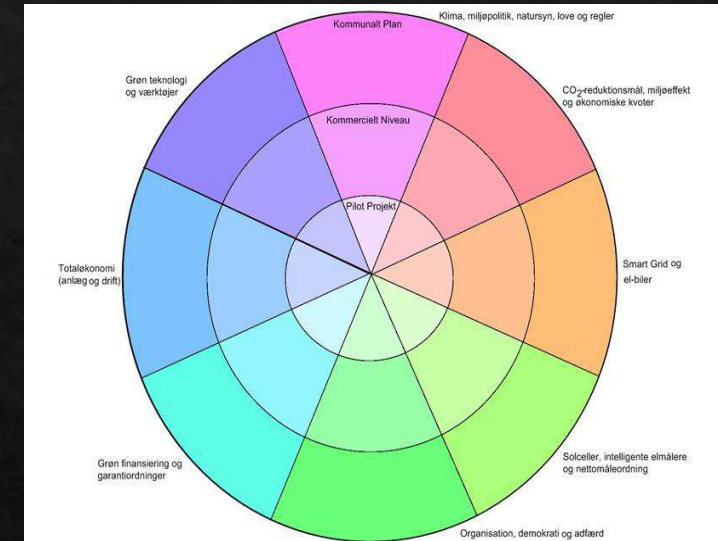 Kommunalt Plan
Klima, miljøpolitik, natursyn, love og regler
Grøn teknologi
og værktøjer
CO2-reduktionsmål, miljøeffekt
og økonomiske kvoter
Kommercielt Niveau
Pilot Projekt
Totaløkonomi
(anlæg og drift)
Smart Grid og
el-biler
Grøn finansiering og
garantiordninger
Solceller, intelligente elmålere
og nettomåleordning
Organisation, demokrati og adfærd